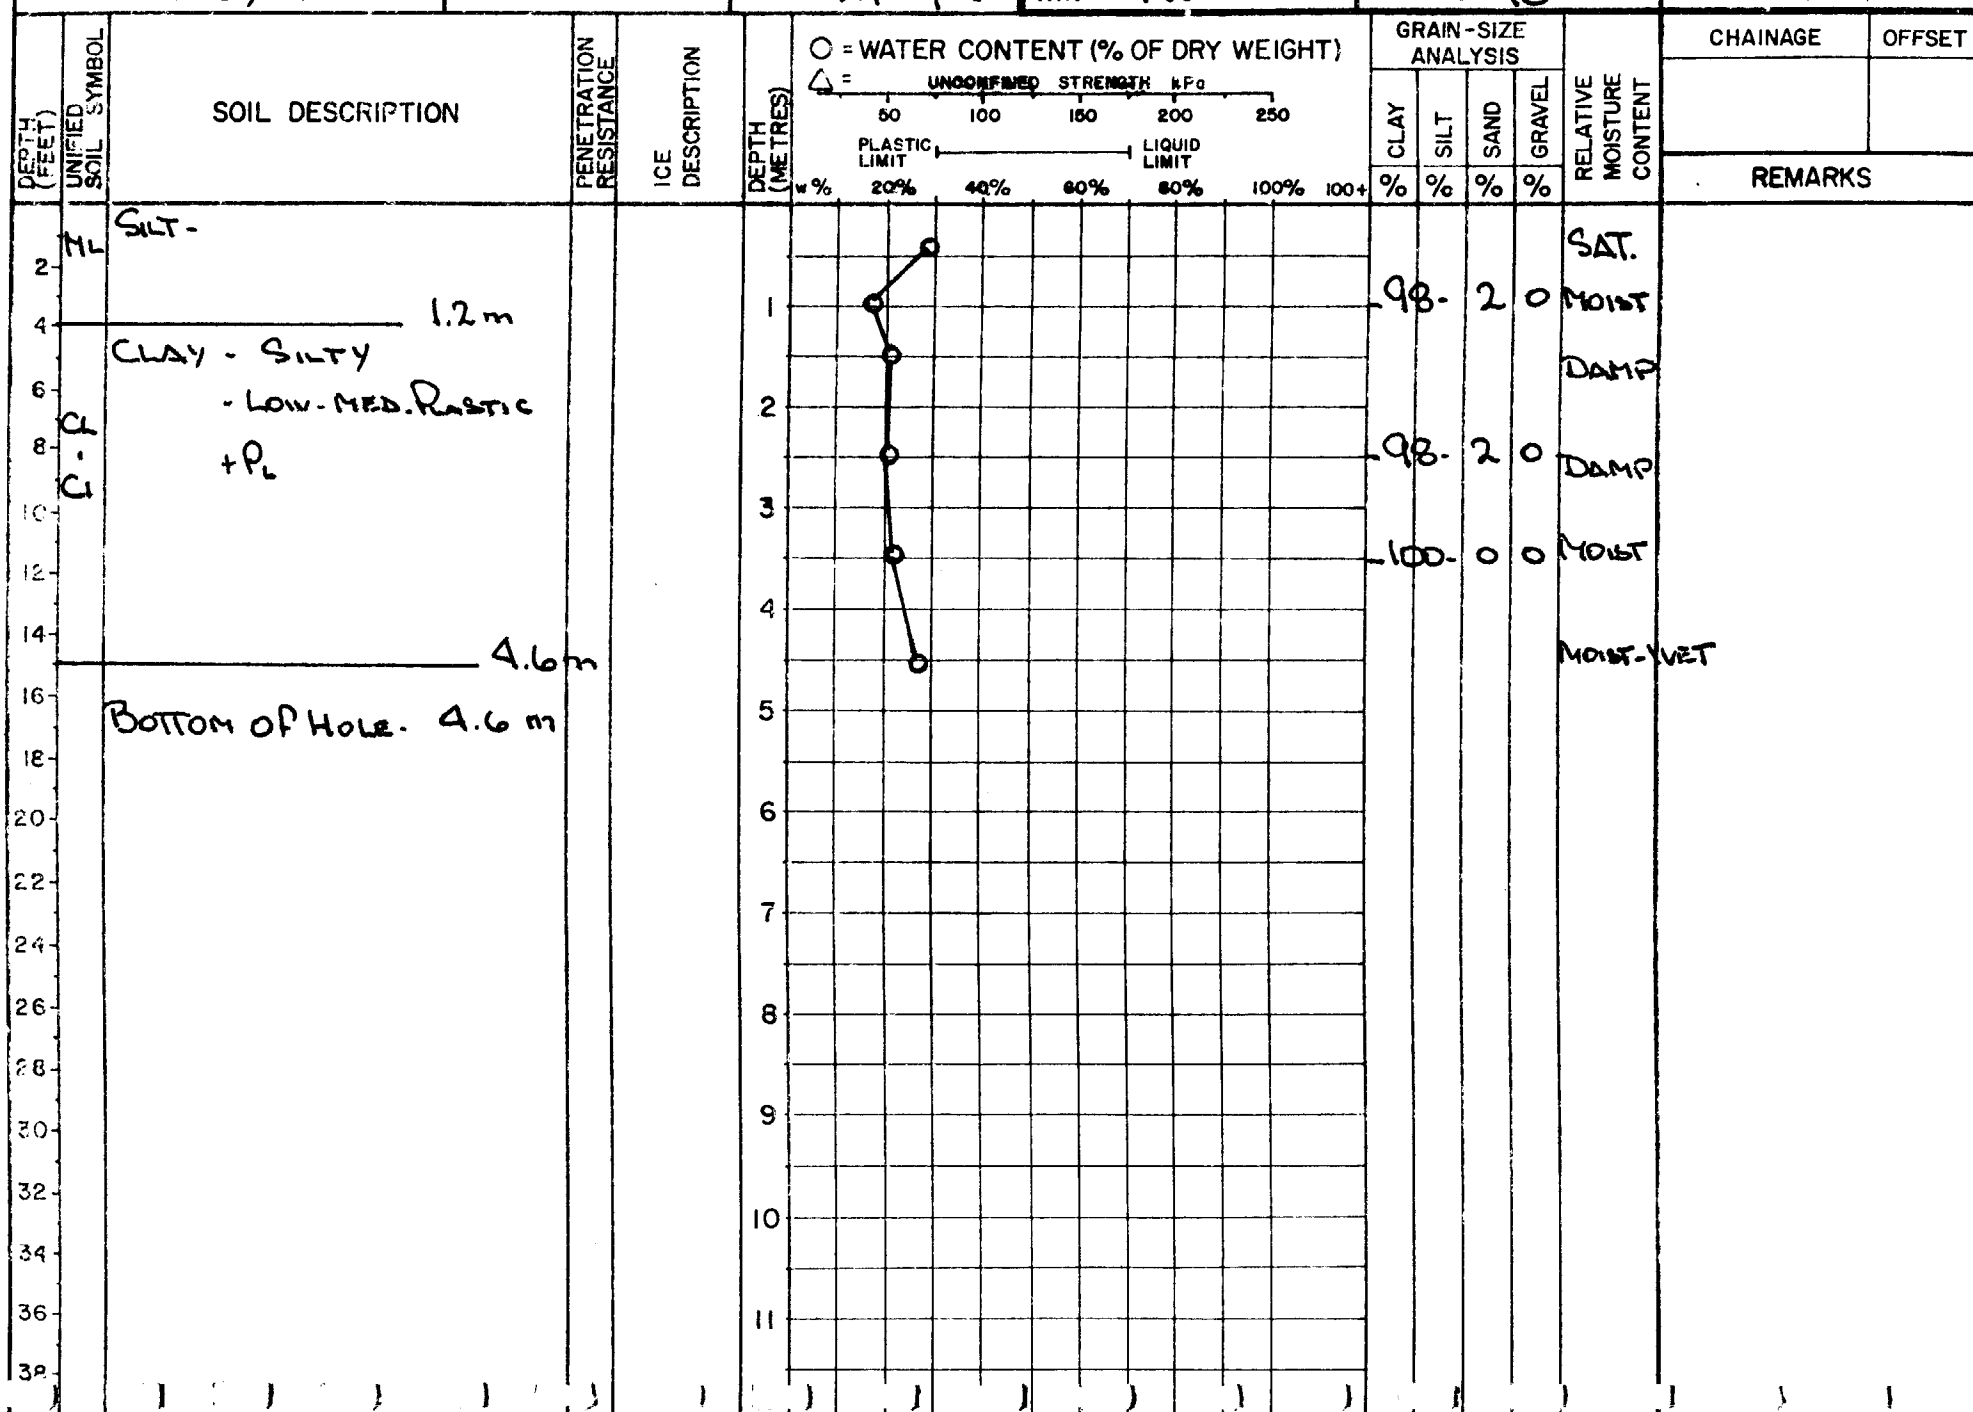 DEPTH (FEET)
UNIFIED SOIL SYMBOL
SOIL DESCRIPTION
PENETRATION RESISTANCE
ICE DESCRIPTION
DEPTH (METRES)
O = WATER CONTENT (% OF DRY WEIGHT)
△ = UNCONFINED STRENGTH kPa
50 100 150 200 250
PLASTIC LIMIT LIQUID LIMIT
w% 20% 40% 60% 80% 100% 100+
GRAIN-SIZE ANALYSIS
CLAY SILT SAND GRAVEL
% % % %
RELATIVE MOISTURE CONTENT
CHAINAGE OFFSET
REMARKS
ML SILT-
SAT.
2
1 -98- 2 0 MOIST
4 1.2 m
CLAY - SILTY
DAMP
6 - LOW-MED. PLASTIC
2
CL - CI
8 + PL
-98- 2 0 DAMP
10
3
12 -100- 0 0 MOIST
4
14
4.6 m
MOIST-WET
16
BOTTOM OF HOLE. 4.6 m
5
18
20
6
22
7
24
26
8
28
30
9
32
10
34
36
11
38